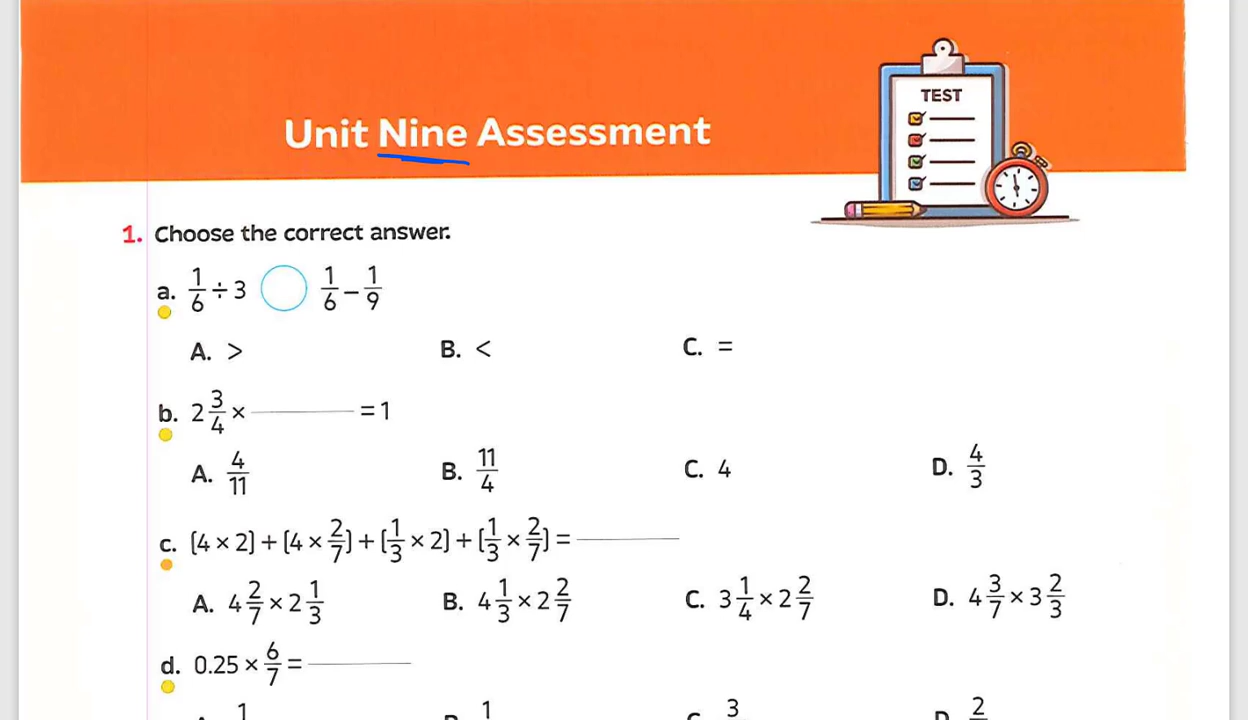 TEST
Unit Nine Assessment
1. Choose the correct answer.
a. 1/6 ÷ 3 ◯ 1/6 − 1/9
A. > B. < C. =
b. 2 3/4 × ———— = 1
A. 4/11 B. 11/4 C. 4 D. 4/3
c. (4 × 2) + (4 × 2/7) + (1/3 × 2) + (1/3 × 2/7) = ————
A. 4 2/7 × 2 1/3 B. 4 1/3 × 2 2/7 C. 3 1/4 × 2 2/7 D. 4 3/7 × 3 2/3
d. 0.25 × 6/7 = ————